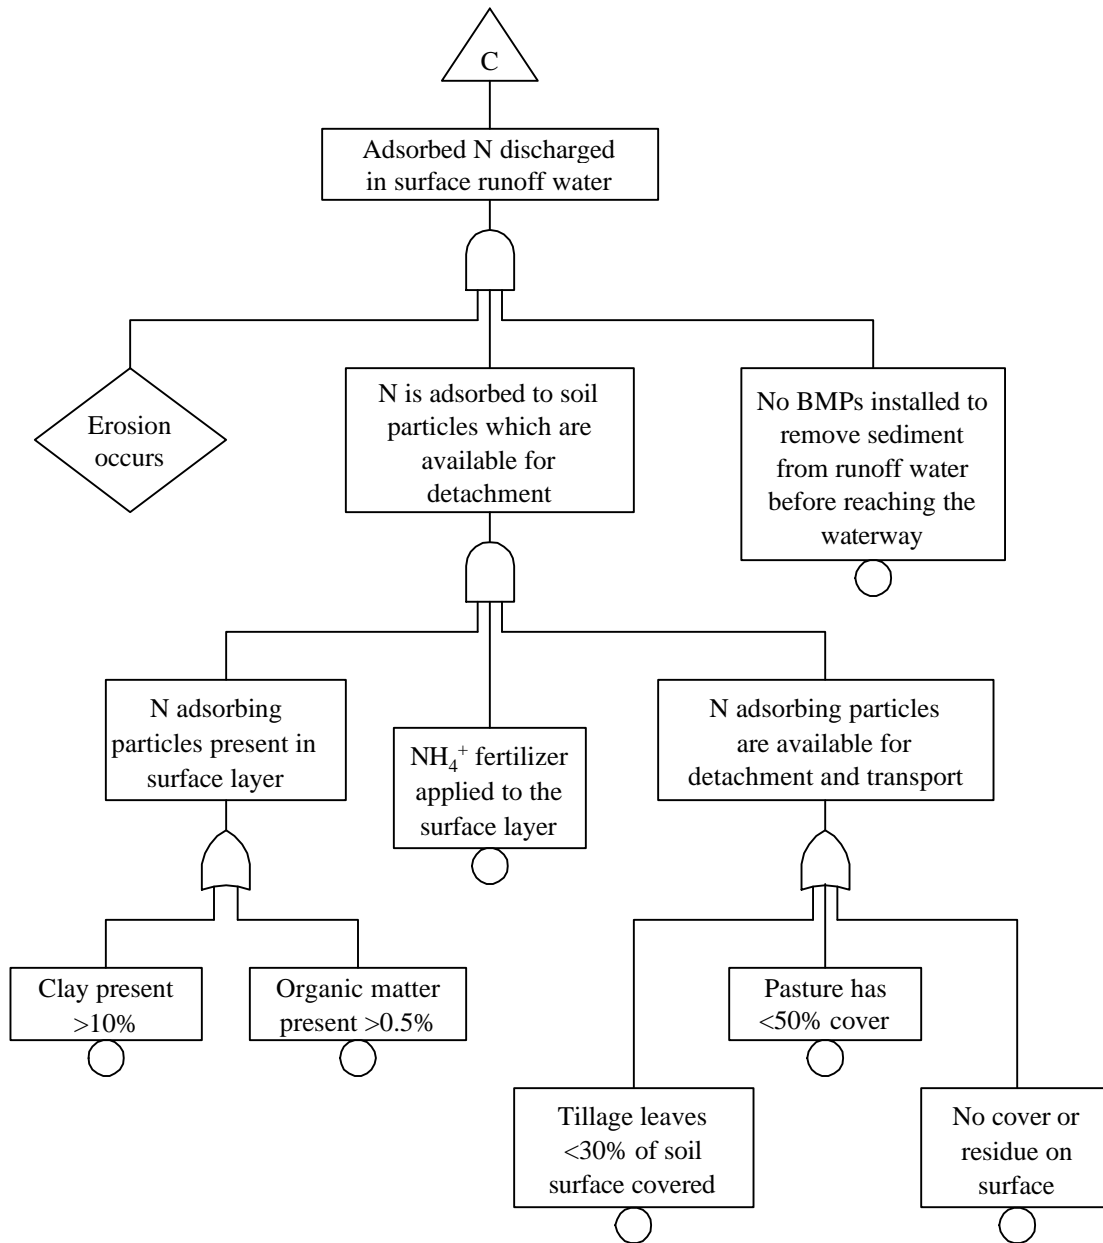 C
Adsorbed N discharged
in surface runoff water
Erosion
occurs
N is adsorbed to soil
particles which are
available for
detachment
No BMPs installed to
remove sediment
from runoff water
before reaching the
waterway
N adsorbing
particles present in
surface layer
NH₄⁺ fertilizer
applied to the
surface layer
N adsorbing particles
are available for
detachment and transport
Clay present
>10%
Organic matter
present >0.5%
Pasture has
<50% cover
Tillage leaves
<30% of soil
surface covered
No cover or
residue on
surface